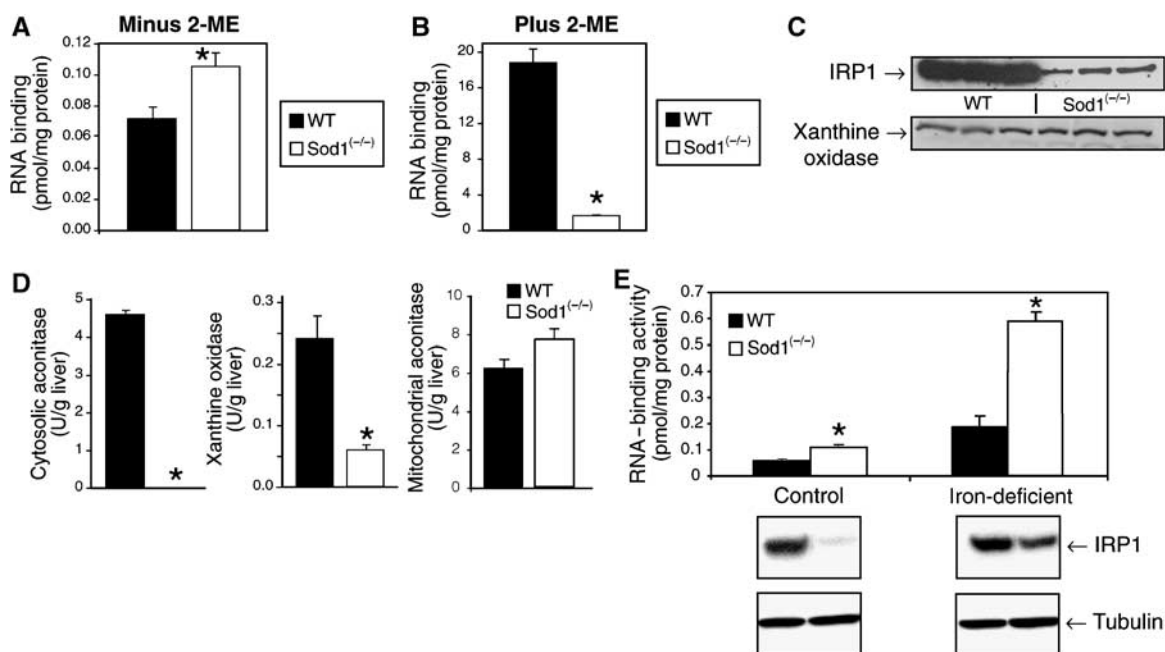 A
Minus 2-ME
RNA binding
(pmol/mg protein)
0.12
0.10
0.08
0.06
0.04
0.02
0.00
*
WT
Sod1(−/−)
B
Plus 2-ME
RNA binding
(pmol/mg protein)
20
16
12
8
4
0
*
WT
Sod1(−/−)
C
IRP1 →
WT | Sod1(−/−)
Xanthine →
oxidase
D
Cytosolic aconitase
(U/g liver)
5
4
3
2
1
0
*
Xanthine oxidase
(U/g liver)
0.3
0.2
0.1
0.0
*
Mitochondrial aconitase
(U/g liver)
10
8
6
4
2
0
WT
Sod1(−/−)
E
RNA–binding activity
(pmol/mg protein)
0.7
0.6
0.5
0.4
0.3
0.2
0.1
0
WT
Sod1(−/−)
*
*
Control
Iron-deficient
← IRP1
← Tubulin